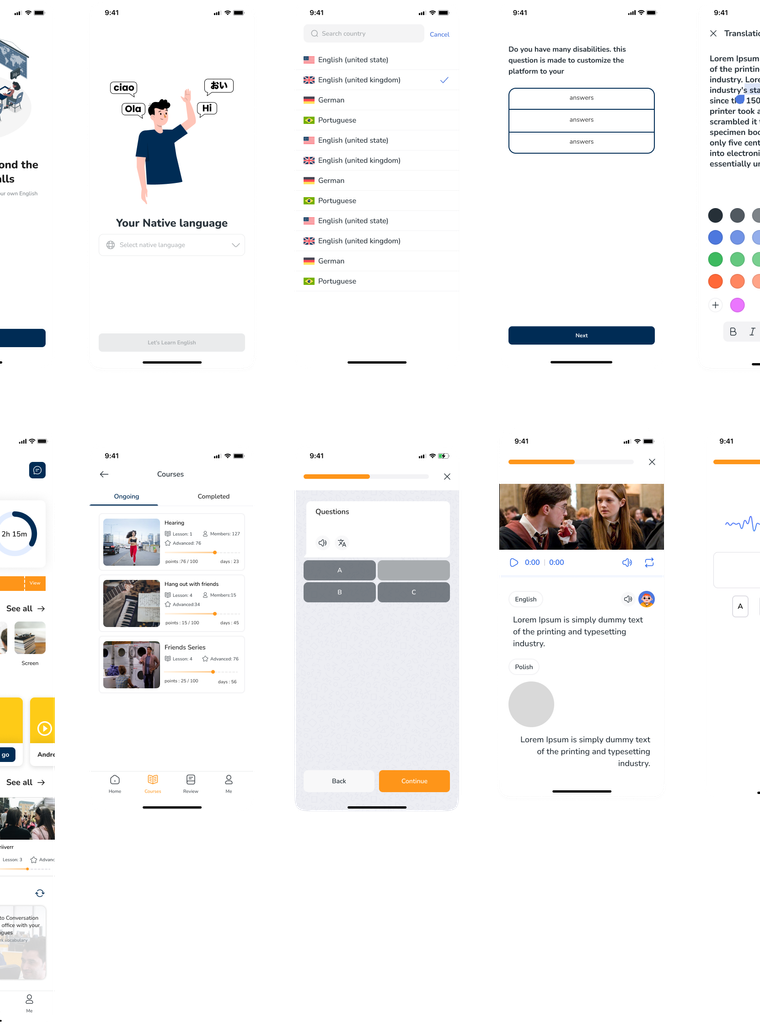 9:41
9:41
9:41
9:41
ond the
lls
ur own English
ciao
おい
Ola
Hi
Your Native language
Select native language
Let's Learn English
Search country
Cancel
English (united state)
English (united kingdom)
German
Portuguese
English (united state)
English (united kingdom)
German
Portuguese
English (united state)
English (united kingdom)
German
Portuguese
Do you have many disabilities. this
question is made to customize the
platform to your
answers
answers
answers
Next
Translatio
Lorem Ipsum
of the printin
industry. Lore
industry's sta
since th 150
printer took a
scrambled it t
specimen boo
only five cent
into electroni
essentially un
B I
2h 15m
View
See all
Screen
go
Andro
See all
niverr
Lesson: 3
Advanc
to Conversation
office with your
gues
Me
9:41
Courses
Ongoing
Completed
Hearing
Lesson: 1
Members: 127
Advanced: 76
points :76 / 100
days : 23
Hang out with friends
Lesson: 4
Members:15
Advanced:34
points : 15 / 100
days : 45
Friends Series
Lesson: 4
Advanced: 76
points : 25 / 100
days : 56
Home
Courses
Review
Me
9:41
Questions
A
B
C
Back
Continue
9:41
0:00
0:00
English
Lorem Ipsum is simply dummy text
of the printing and typesetting
industry.
Polish
Lorem Ipsum is simply dummy text
of the printing and typesetting
industry.
9:41
A